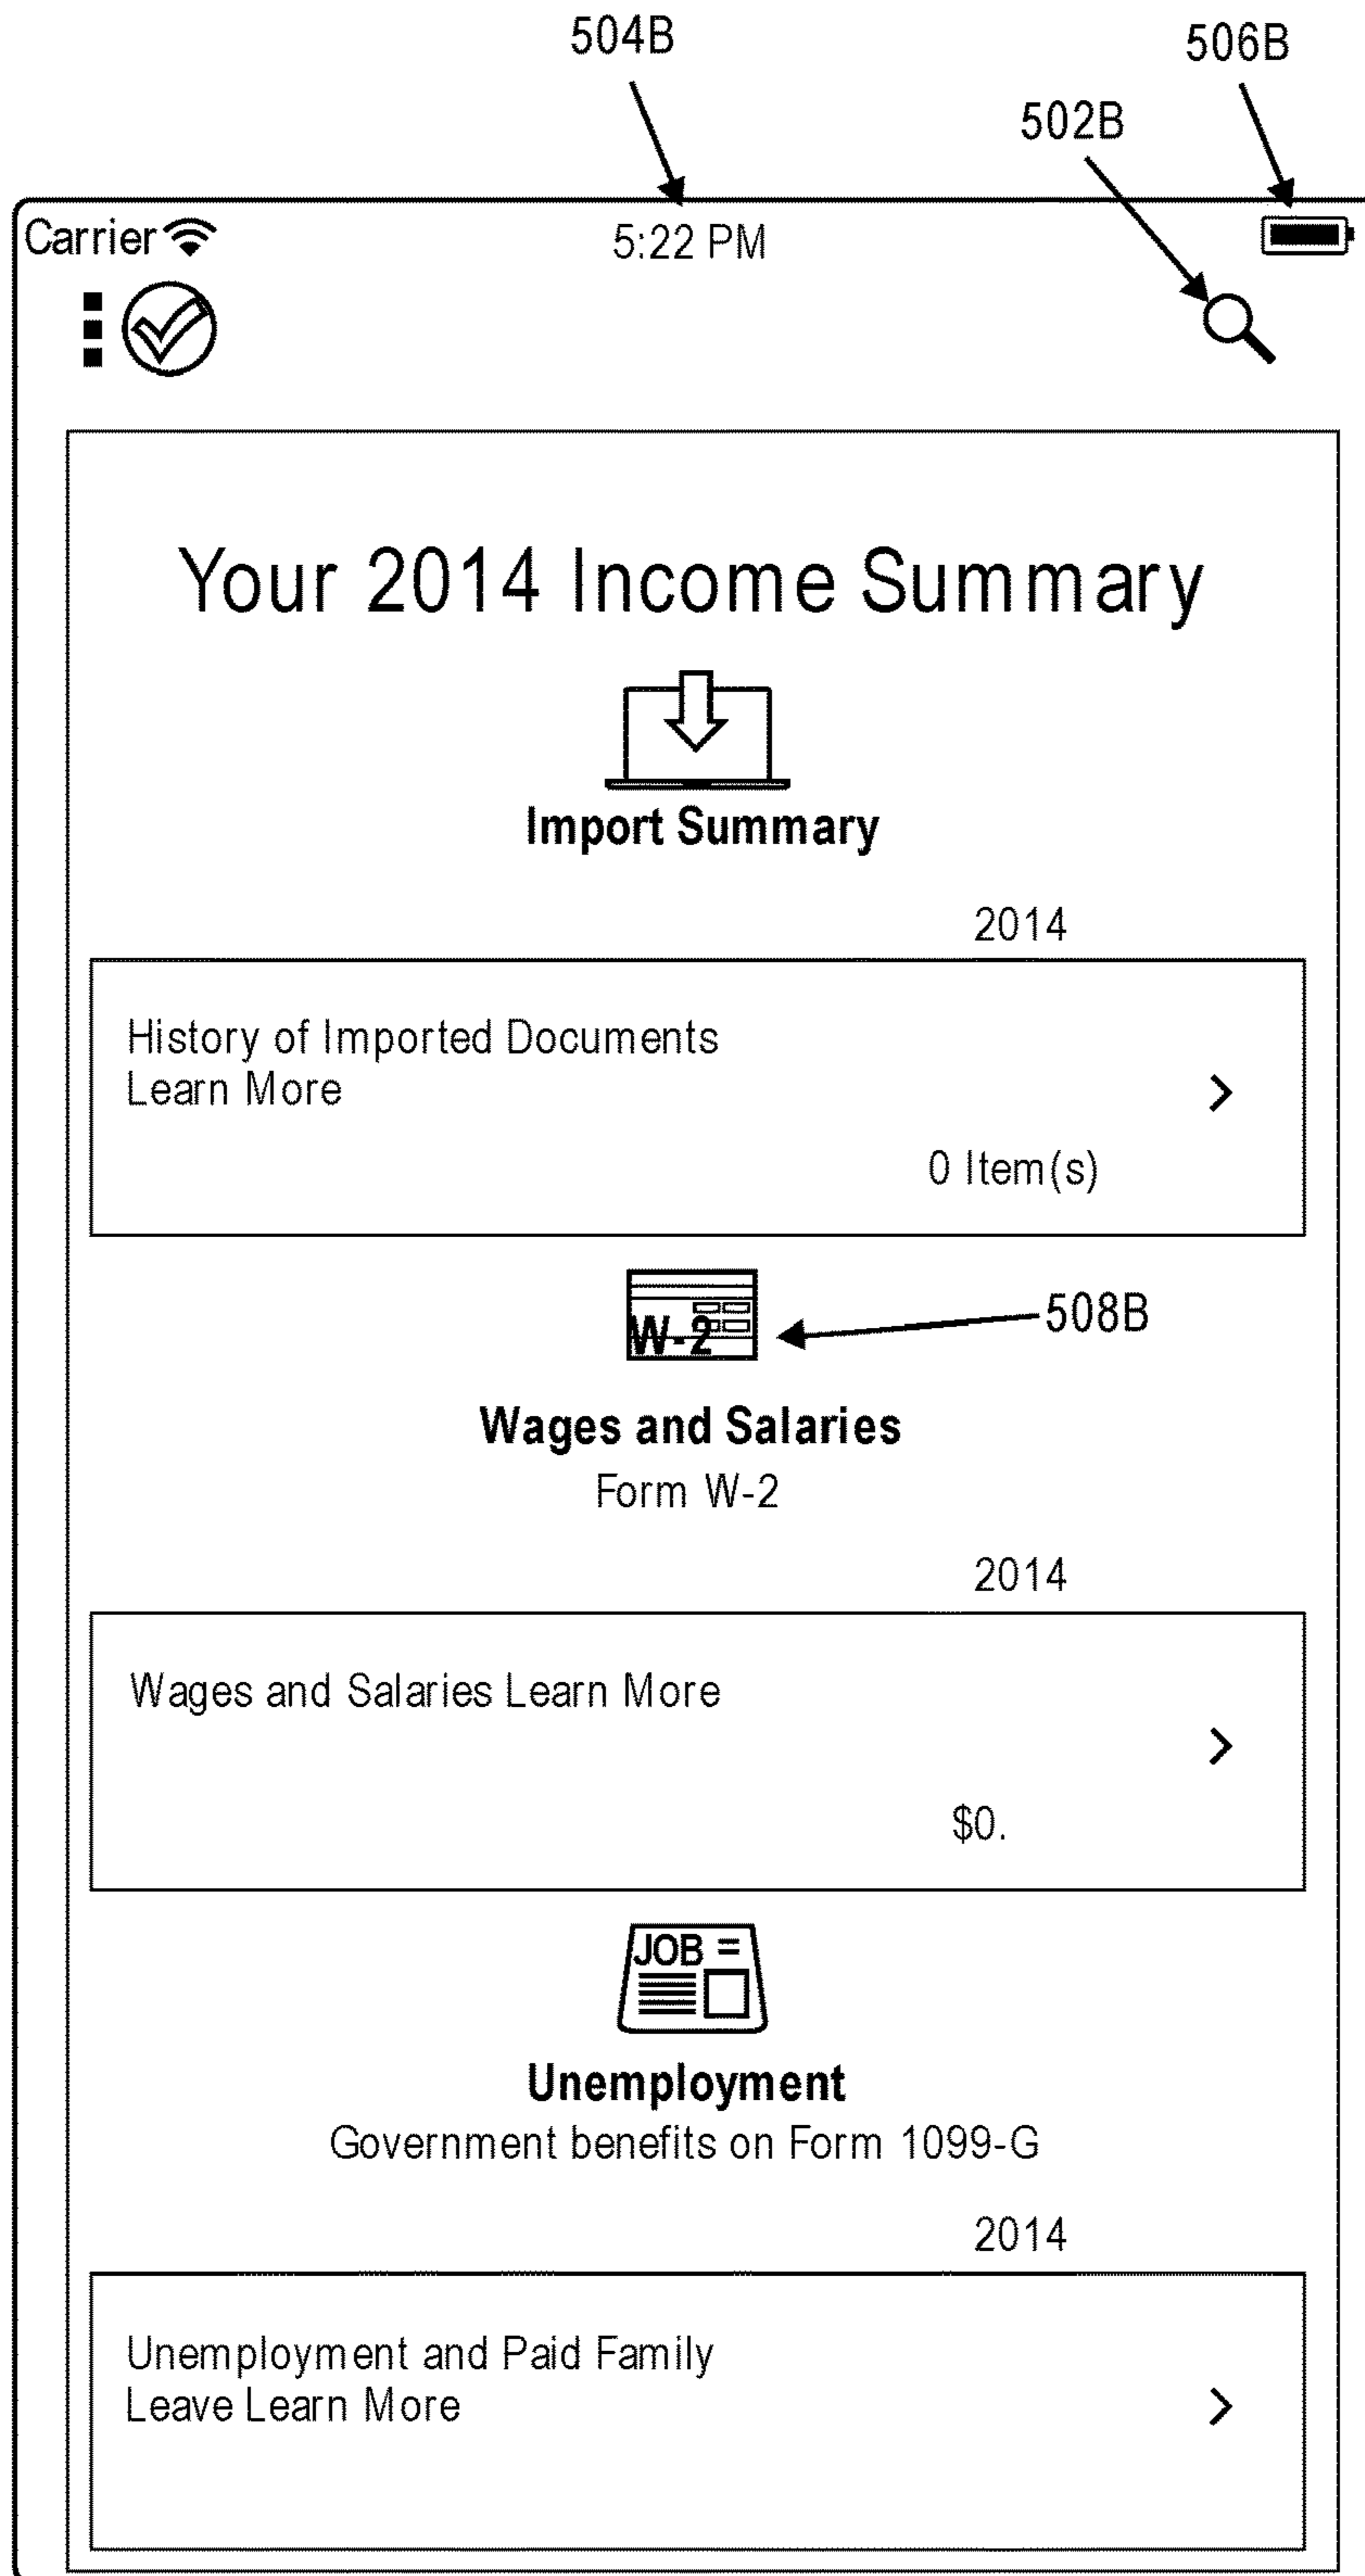 504B
506B
502B
Carrier
5:22 PM
Your 2014 Income Summary
Import Summary
2014
History of Imported Documents
Learn More
0 Item(s)
W-2
508B
Wages and Salaries
Form W-2
2014
Wages and Salaries Learn More
$0.
JOB =
Unemployment
Government benefits on Form 1099-G
2014
Unemployment and Paid Family
Leave Learn More